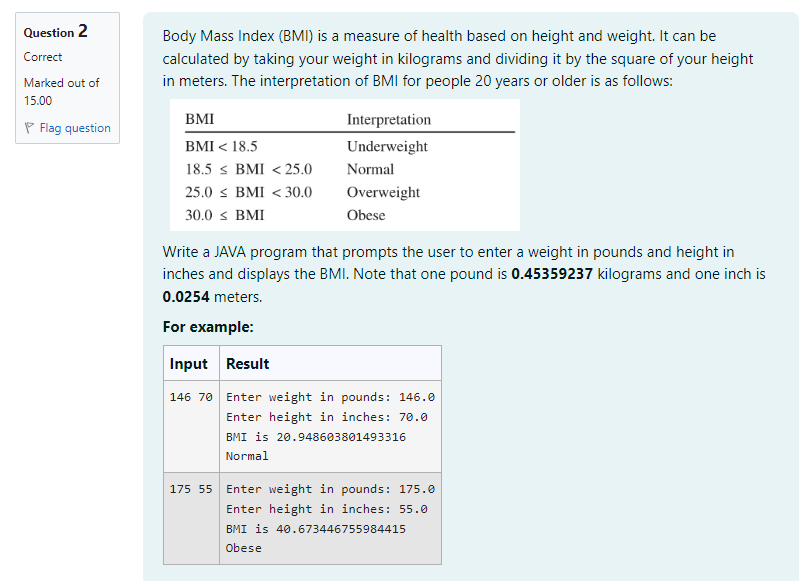 Question 2
Correct
Marked out of
15.00
Flag question
Body Mass Index (BMI) is a measure of health based on height and weight. It can be
calculated by taking your weight in kilograms and dividing it by the square of your height
in meters. The interpretation of BMI for people 20 years or older is as follows:
BMI Interpretation
BMI < 18.5 Underweight
18.5 ≤ BMI < 25.0 Normal
25.0 ≤ BMI < 30.0 Overweight
30.0 ≤ BMI Obese
Write a JAVA program that prompts the user to enter a weight in pounds and height in
inches and displays the BMI. Note that one pound is 0.45359237 kilograms and one inch is
0.0254 meters.
For example:
Input Result
146 70 Enter weight in pounds: 146.0
Enter height in inches: 70.0
BMI is 20.948603801493316
Normal
175 55 Enter weight in pounds: 175.0
Enter height in inches: 55.0
BMI is 40.673446755984415
Obese